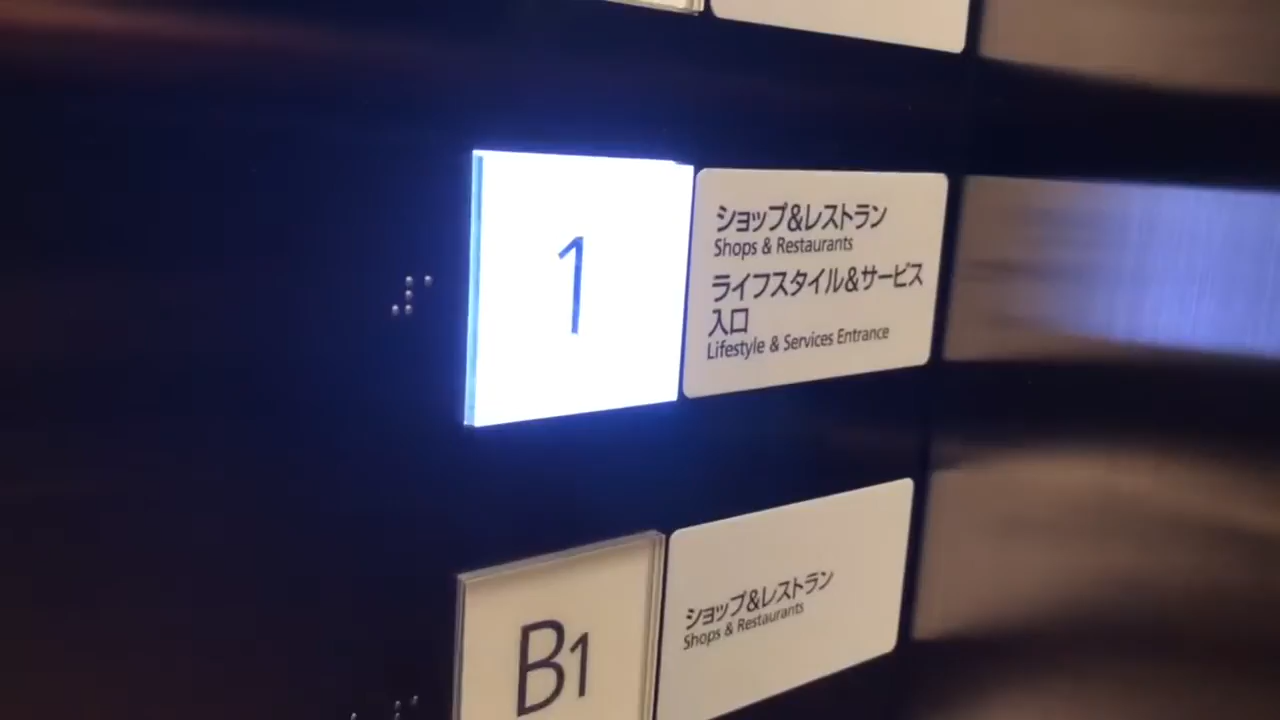 1
ショップ&レストラン
Shops & Restaurants
ライフスタイル&サービス
入口
Lifestyle & Services Entrance
B1
ショップ&レストラン
Shops & Restaurants